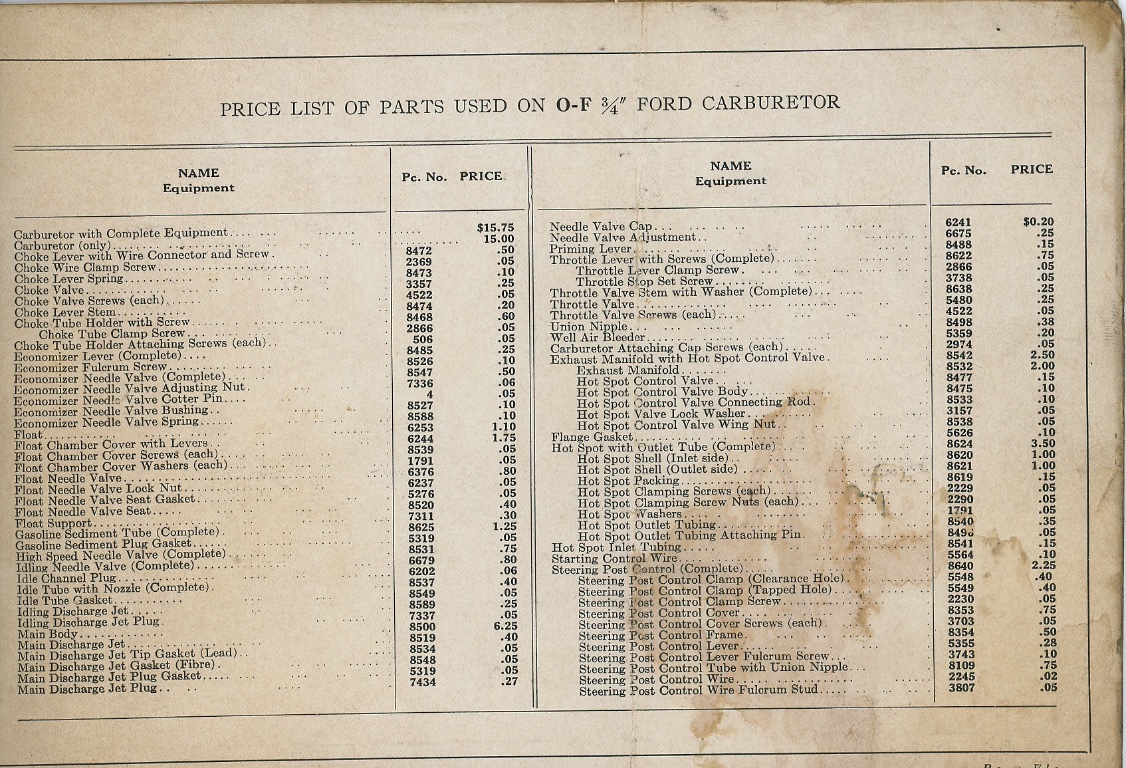 PRICE LIST OF PARTS USED ON O-F ¾" FORD CARBURETOR
NAME
Equipment
Pc. No. PRICE
Carburetor with Complete Equipment $15.75
Carburetor (only) 15.00
Choke Lever with Wire Connector and Screw 8472 .50
Choke Wire Clamp Screw 2369 .05
Choke Lever Spring 8473 .10
Choke Valve 3357 .25
Choke Valve Screws (each) 4522 .05
Choke Lever Stem 8474 .20
Choke Tube Holder with Screw 8468 .60
Choke Tube Clamp Screw 2866 .05
Choke Tube Holder Attaching Screws (each) 506 .05
Economizer Lever (Complete) 8485 .25
Economizer Fulcrum Screw 8526 .10
Economizer Needle Valve (Complete) 8547 .50
Economizer Needle Valve Adjusting Nut 7336 .06
Economizer Needle Valve Cotter Pin 4 .05
Economizer Needle Valve Bushing 8527 .10
Economizer Needle Valve Spring 8588 .10
Float 6253 1.10
Float Chamber Cover with Levers 6244 1.75
Float Chamber Cover Screws (each) 8539 .05
Float Chamber Cover Washers (each) 1791 .05
Float Needle Valve 6376 .80
Float Needle Valve Lock Nut 6237 .05
Float Needle Valve Seat Gasket 5276 .05
Float Needle Valve Seat 8520 .40
Float Support 7311 .30
Gasoline Sediment Tube (Complete) 8625 1.25
Gasoline Sediment Plug Gasket 5319 .05
High Speed Needle Valve (Complete) 8531 .75
Idling Needle Valve (Complete) 6679 .80
Idle Channel Plug 6202 .06
Idle Tube with Nozzle (Complete) 8537 .40
Idle Tube Gasket 8549 .05
Idling Discharge Jet 8589 .25
Idling Discharge Jet Plug 7337 .05
Main Body 8500 6.25
Main Discharge Jet 8519 .40
Main Discharge Jet Tip Gasket (Lead) 8534 .05
Main Discharge Jet Gasket (Fibre) 8548 .05
Main Discharge Jet Plug Gasket 5319 .05
Main Discharge Jet Plug 7434 .27
NAME
Equipment
Pc. No. PRICE
Needle Valve Cap 6241 $0.20
Needle Valve Adjustment 6675 .25
Priming Lever 8488 .15
Throttle Lever with Screws (Complete) 8622 .75
Throttle Lever Clamp Screw 2866 .05
Throttle Stop Set Screw 3738 .05
Throttle Valve Stem with Washer (Complete) 8638 .25
Throttle Valve 5480 .25
Throttle Valve Screws (each) 4522 .05
Union Nipple 8498 .38
Well Air Bleeder 5359 .20
Carburetor Attaching Cap Screws (each) 2974 .05
Exhaust Manifold with Hot Spot Control Valve 8542 2.50
Exhaust Manifold 8532 2.00
Hot Spot Control Valve 8477 .15
Hot Spot Control Valve Body 8475 .10
Hot Spot Control Valve Connecting Rod 8533 .10
Hot Spot Valve Lock Washer 3157 .05
Hot Spot Control Valve Wing Nut 8538 .05
Flange Gasket 5626 .10
Hot Spot with Outlet Tube (Complete) 8624 3.50
Hot Spot Shell (Inlet side) 8620 1.00
Hot Spot Shell (Outlet side) 8621 1.00
Hot Spot Packing 8619 .15
Hot Spot Clamping Screws (each) 2229 .05
Hot Spot Clamping Screw Nuts (each) 2290 .05
Hot Spot Washers 1791 .05
Hot Spot Outlet Tubing 8540 .35
Hot Spot Outlet Tubing Attaching Pin .05
Hot Spot Inlet Tubing 8541 .15
Starting Control Wire 5564 .10
Steering Post Control (Complete) 8640 2.25
Steering Post Control Clamp (Clearance Hole) 5548 .40
Steering Post Control Clamp (Tapped Hole) 5549 .40
Steering Post Control Clamp Screw 2230 .05
Steering Post Control Cover 8353 .75
Steering Post Control Cover Screws (each) 3703 .05
Steering Post Control Frame 8354 .50
Steering Post Control Lever 5355 .28
Steering Post Control Lever Fulcrum Screw 3743 .10
Steering Post Control Tube with Union Nipple 8109 .75
Steering Post Control Wire 2245 .02
Steering Post Control Wire Fulcrum Stud 3807 .05